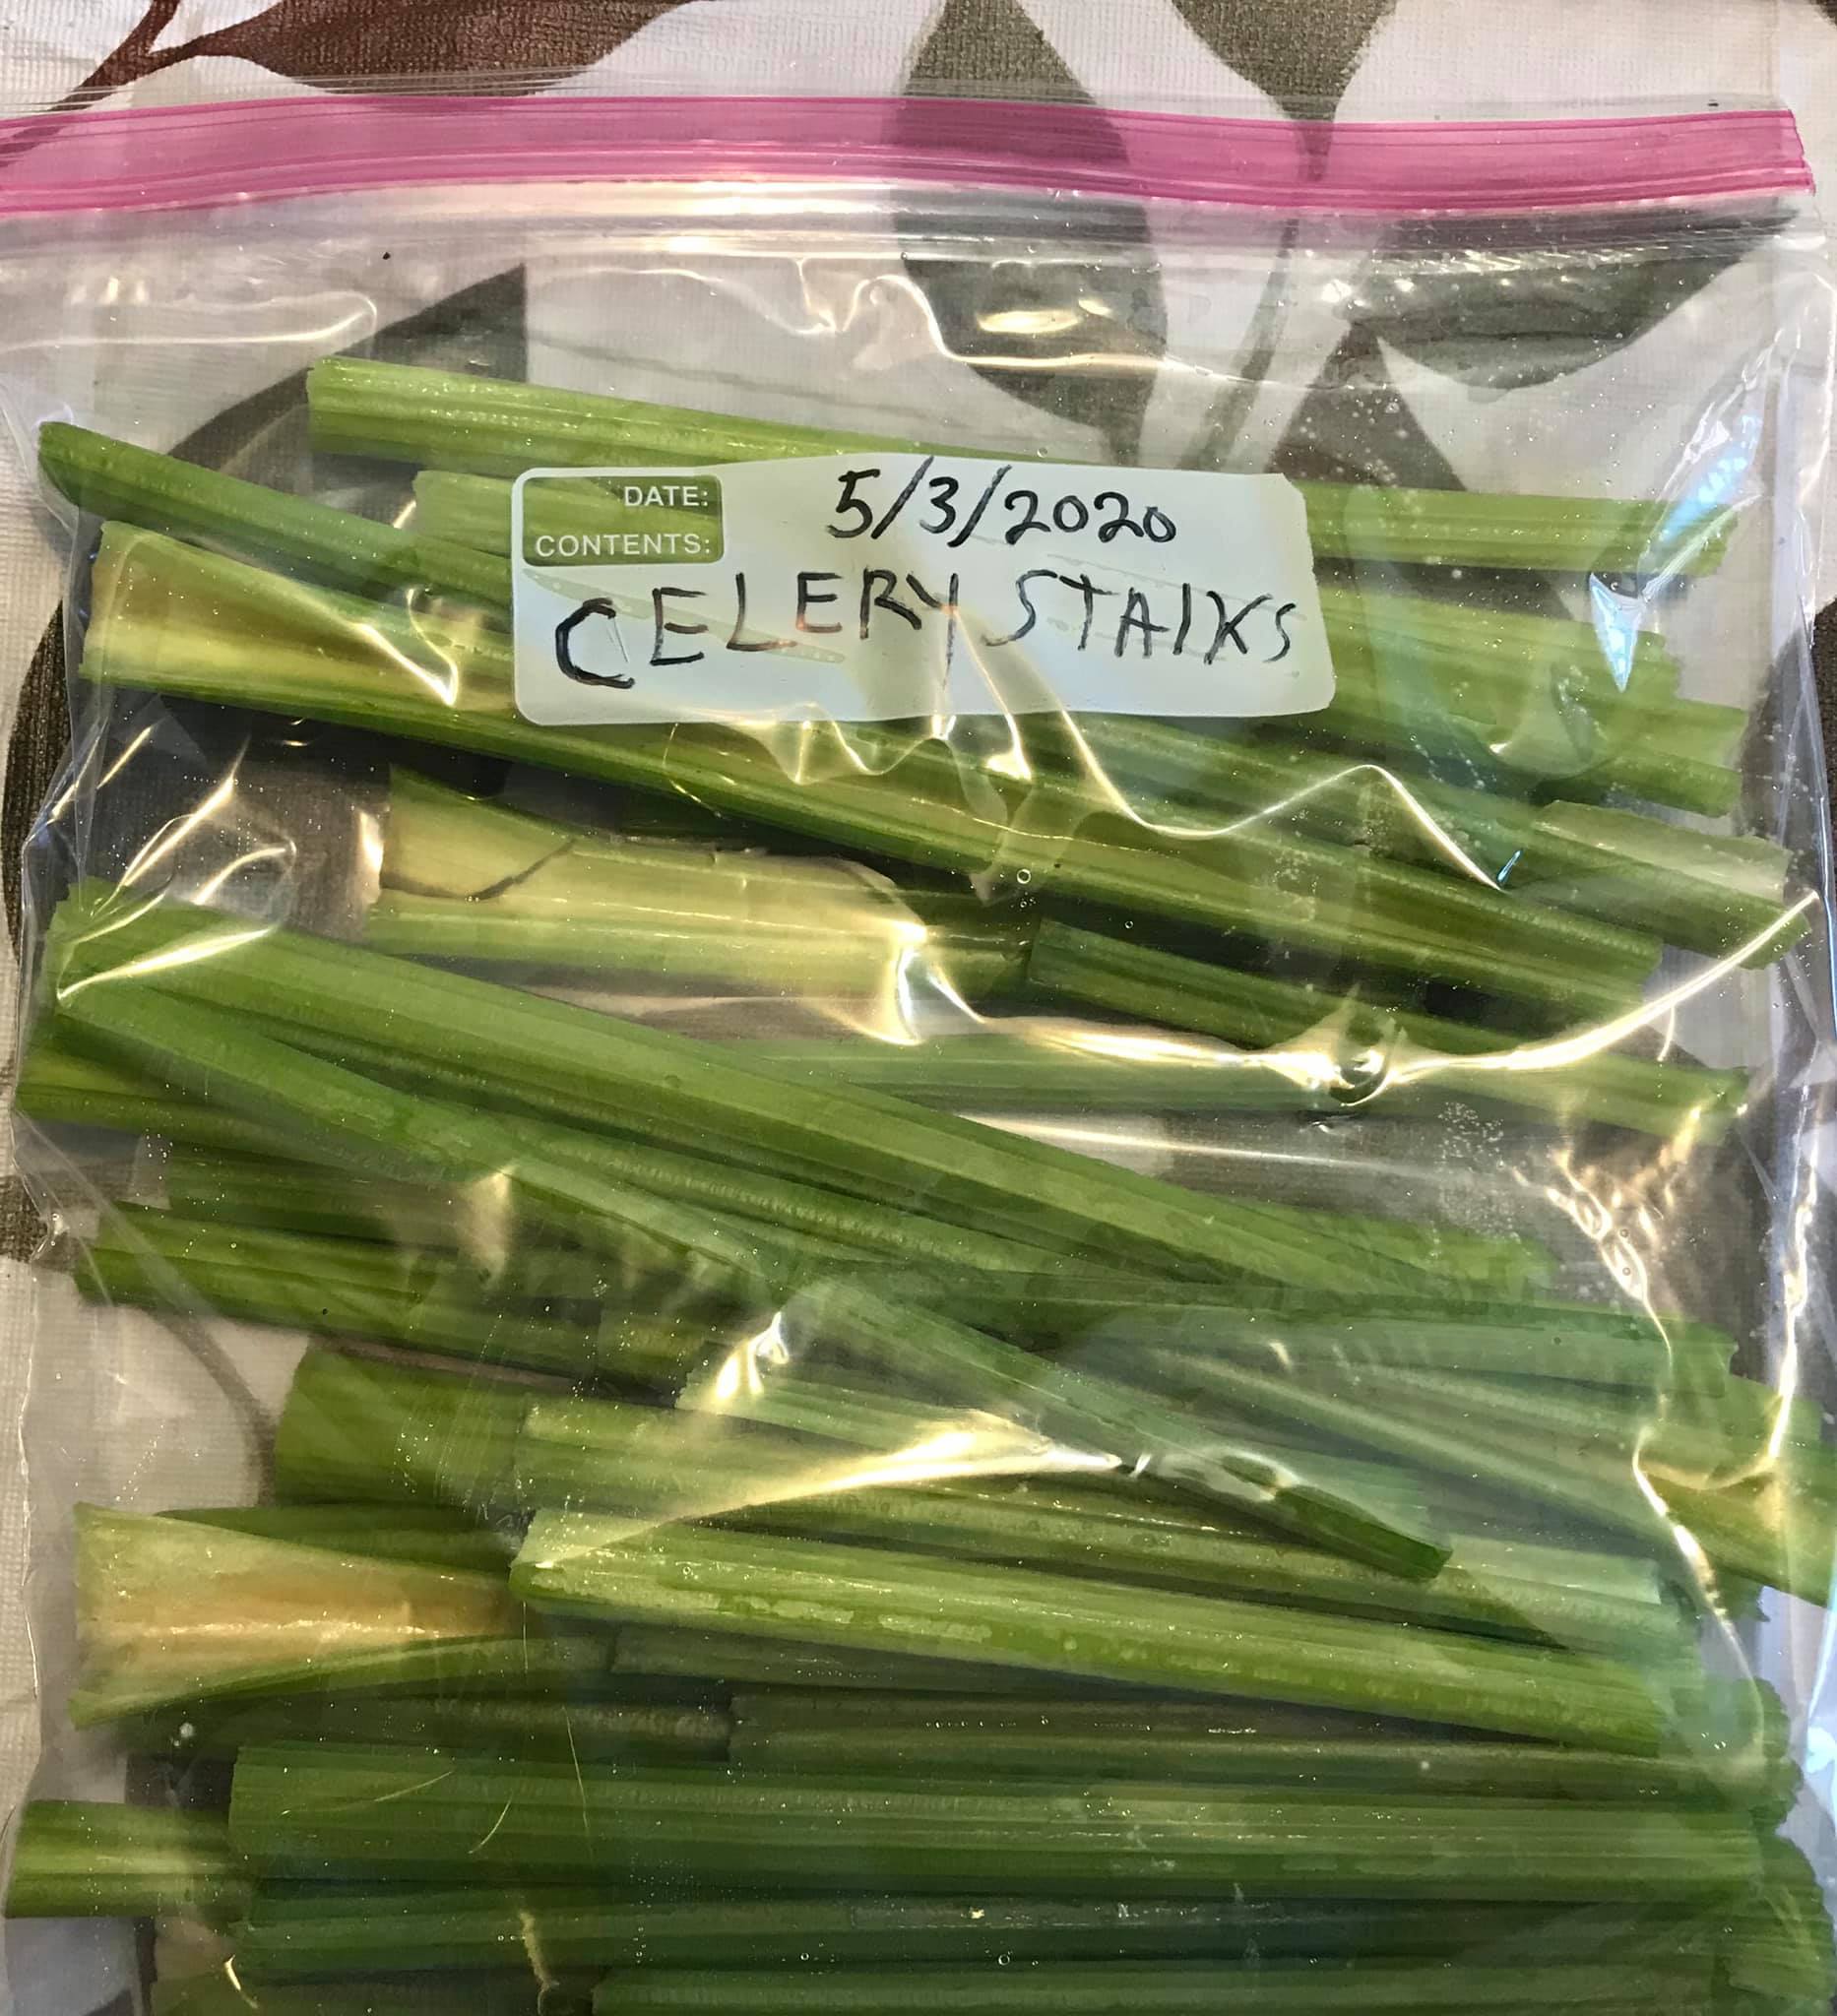 DATE: 5/3/2020
CONTENTS:
CELERY STALKS